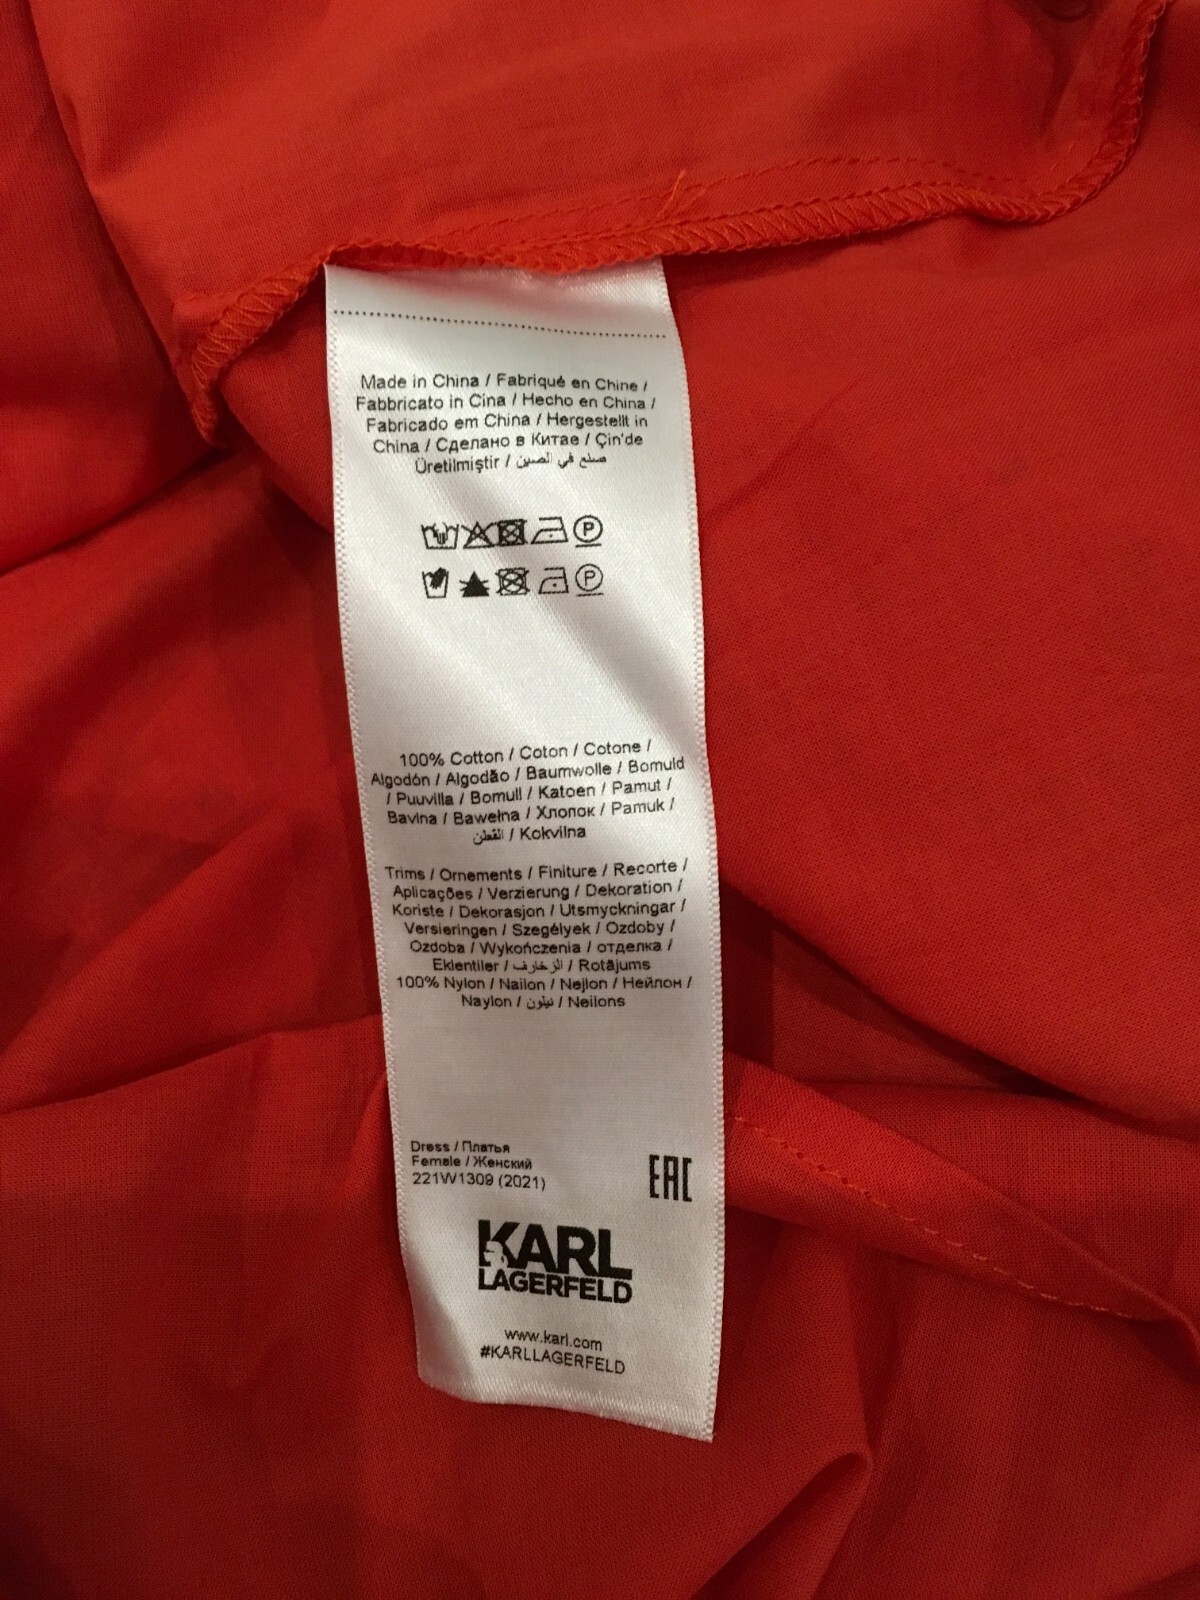 Made in China / Fabriqué en Chine /
Fabbricato in Cina / Hecho en China /
Fabricado em China / Hergestellt in
China / Сделано в Китае / Çin'de
Üretilmiştir / صنع في الصين
P
P
100% Cotton / Coton / Cotone /
Algodón / Algodão / Baumwolle / Bomuld
/ Puuvilla / Bomull / Katoen / Pamut /
Bavlna / Bawełna / Хлопок / Pamuk /
القطن / Kokvilna
Trims / Ornements / Finiture / Recorte /
Aplicações / Verzierung / Dekoration /
Koriste / Dekorasjon / Utsmyckningar /
Versieringen / Szegélyek / Ozdoby /
Ozdoba / Wykończenia / отделка /
Eklentiler / الزخارف / Rotājums
100% Nylon / Nailon / Nejlon / Нейлон /
Naylon / نيلون / Neilons
Dress / Платья
Female / Женский
221W1309 (2021)
EAC
KARL
LAGERFELD
www.karl.com
#KARLLAGERFELD